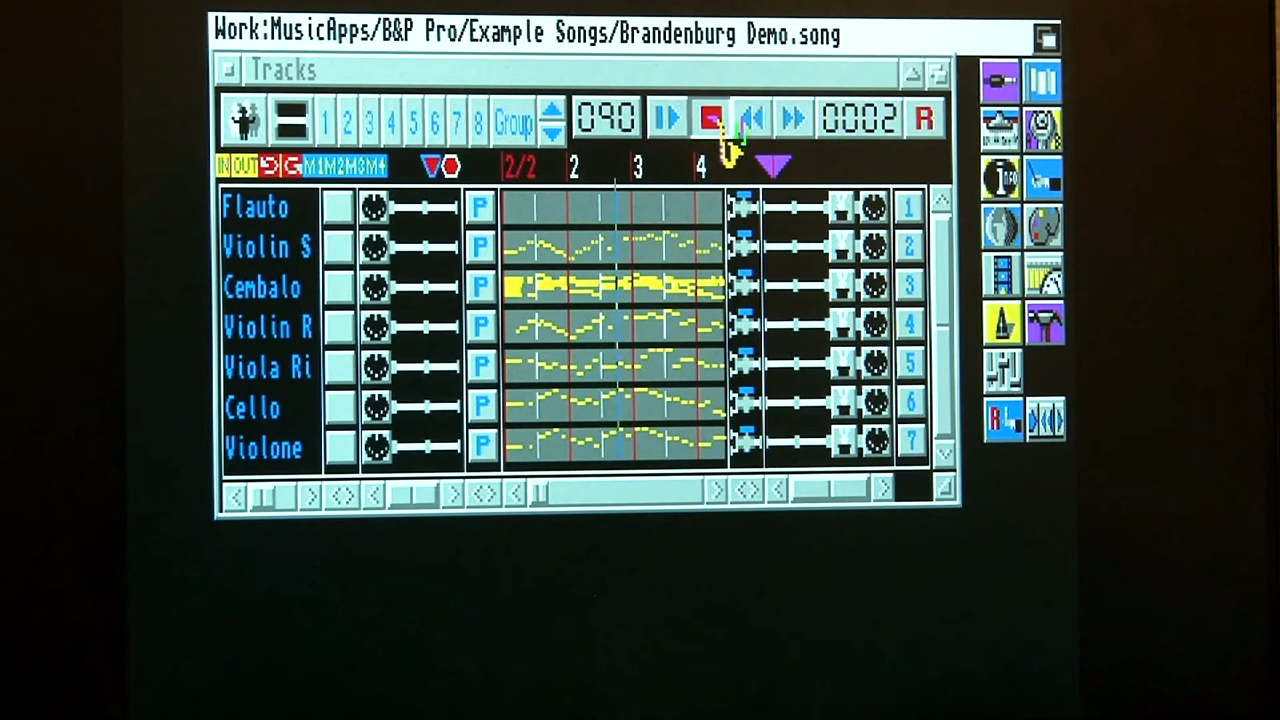 Work:MusicApps/B&P Pro/Example Songs/Brandenburg Demo.song
Tracks
1 2 3 4 5 6 7 8 Group 090 0002 R
IN OUT M1 M2 M3 M4 2/2 2 3 4
Flauto P 1
Violin S P 2
Cembalo P 3
Violin R P 4
Viola Ri P 5
Cello P 6
Violone P 7
INFO
R